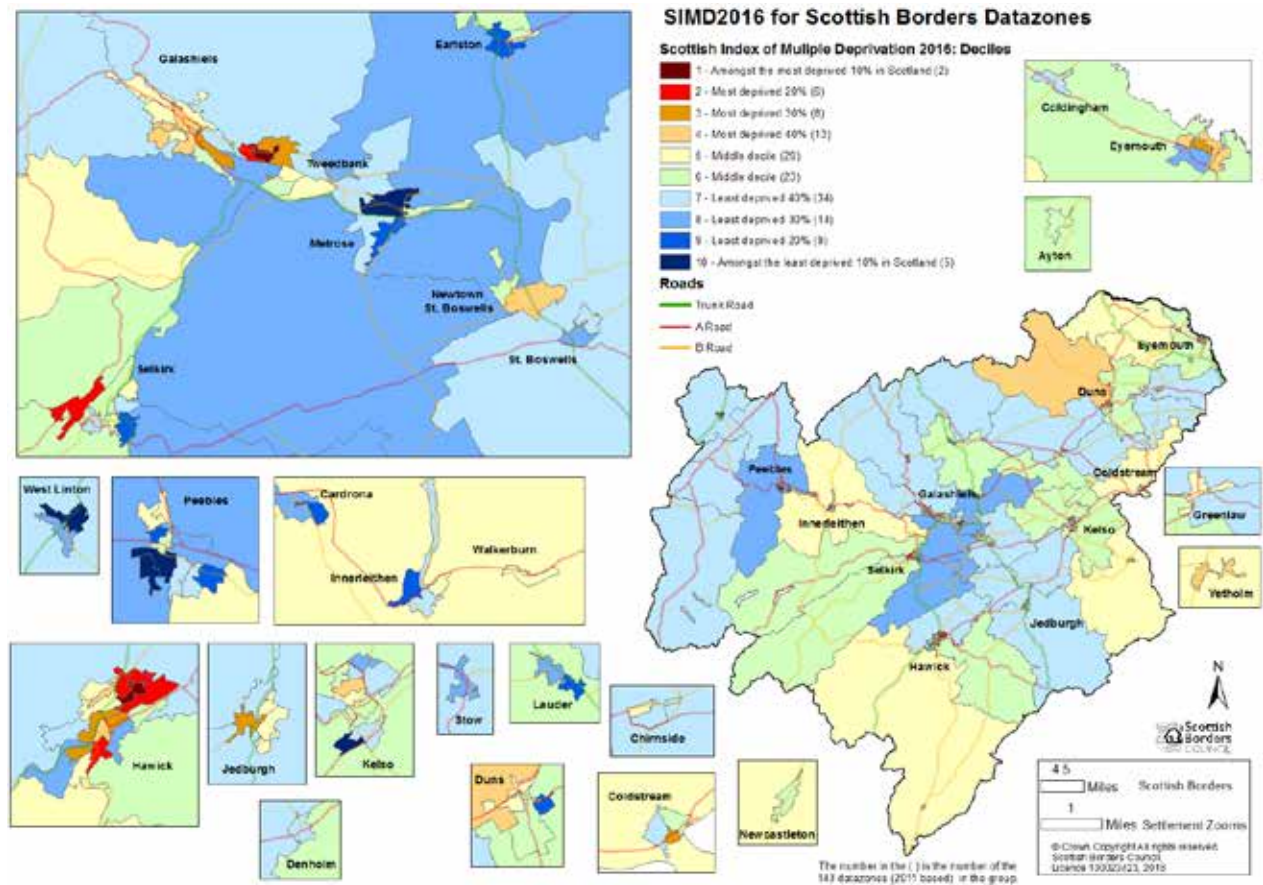 SIMD2016 for Scottish Borders Datazones
Scottish Index of Muliple Deprivation 2016: Deciles
1 - Amongst the most deprived 10% in Scotland (2)
2 - Most deprived 20%
3 - Most deprived 30%
4 - Most deprived 40% (13)
5 - Middle decile
6 - Middle decile (23)
7 - Least deprived 40% (34)
8 - Least deprived 30%
9 - Least deprived 20%
10 - Amongst the least deprived 10% in Scotland
Roads
Trunk Road
A Road
B Road
Galashiels
Earlston
Tweedbank
Melrose
Newtown
St. Boswells
St. Boswells
Selkirk
Coldingham
Eyemouth
Ayton
Eyemouth
Duns
Coldstream
Peebles
Galashiels
Innerleithen
Kelso
Selkirk
Jedburgh
Hawick
Greenlaw
Yetholm
West Linton
Peebles
Cardrona
Walkerburn
Innerleithen
Hawick
Jedburgh
Kelso
Stow
Lauder
Chirnside
Denholm
Duns
Coldstream
Newcastleton
N
Scottish
Borders
COUNCIL
4.5
Miles Scottish Borders
1
Miles Settlement Zooms
© Crown Copyright All rights reserved
Scottish Borders Council
Licence
The number in the ( ) is the number of the
143 datazones (2011 based) in the group.